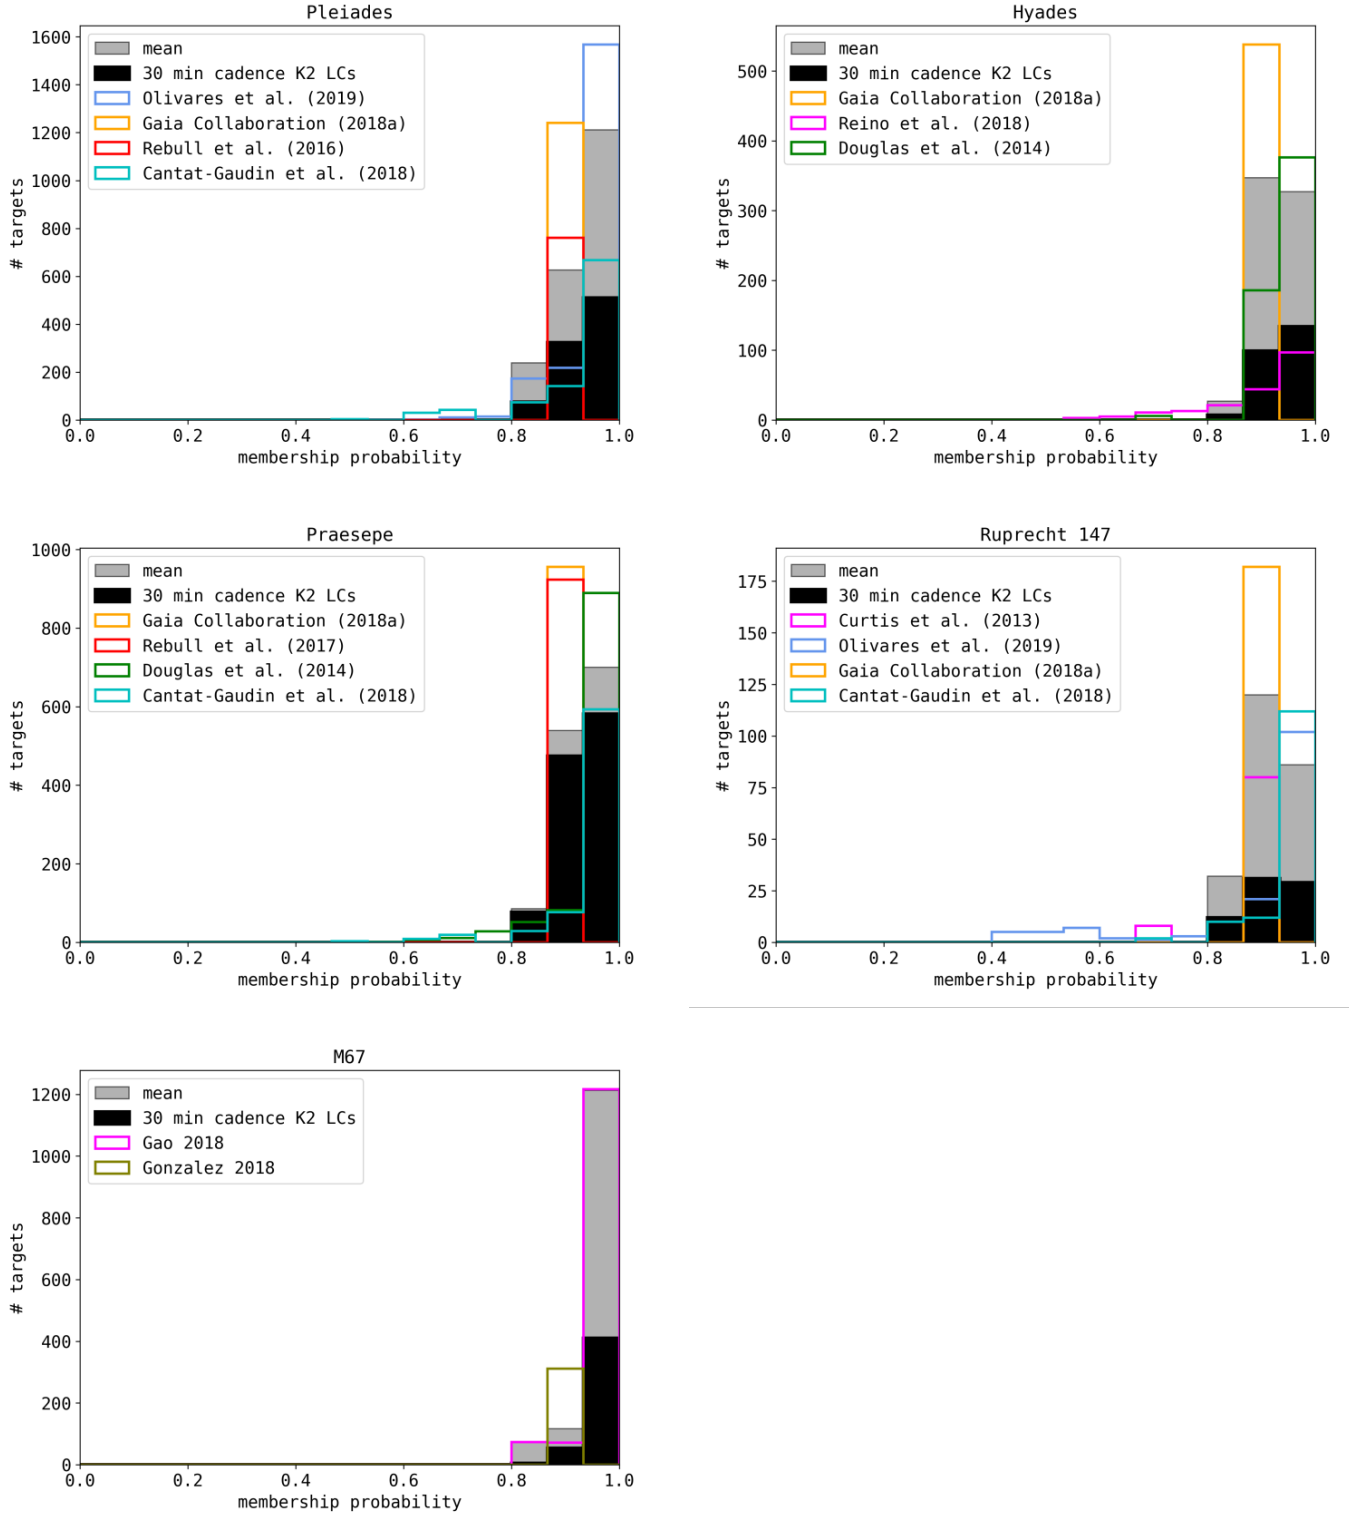 Pleiades
1600
1400
1200
1000
800
600
400
200
0
# targets
mean
30 min cadence K2 LCs
Olivares et al. (2019)
Gaia Collaboration (2018a)
Rebull et al. (2016)
Cantat-Gaudin et al. (2018)
0.0 0.2 0.4 0.6 0.8 1.0
membership probability
Hyades
500
400
300
200
100
0
# targets
mean
30 min cadence K2 LCs
Gaia Collaboration (2018a)
Reino et al. (2018)
Douglas et al. (2014)
0.0 0.2 0.4 0.6 0.8 1.0
membership probability
Praesepe
1000
800
600
400
200
0
# targets
mean
30 min cadence K2 LCs
Gaia Collaboration (2018a)
Rebull et al. (2017)
Douglas et al. (2014)
Cantat-Gaudin et al. (2018)
0.0 0.2 0.4 0.6 0.8 1.0
membership probability
Ruprecht 147
175
150
125
100
75
50
25
0
# targets
mean
30 min cadence K2 LCs
Curtis et al. (2013)
Olivares et al. (2019)
Gaia Collaboration (2018a)
Cantat-Gaudin et al. (2018)
0.0 0.2 0.4 0.6 0.8 1.0
membership probability
M67
1200
1000
800
600
400
200
0
# targets
mean
30 min cadence K2 LCs
Gao 2018
Gonzalez 2018
0.0 0.2 0.4 0.6 0.8 1.0
membership probability